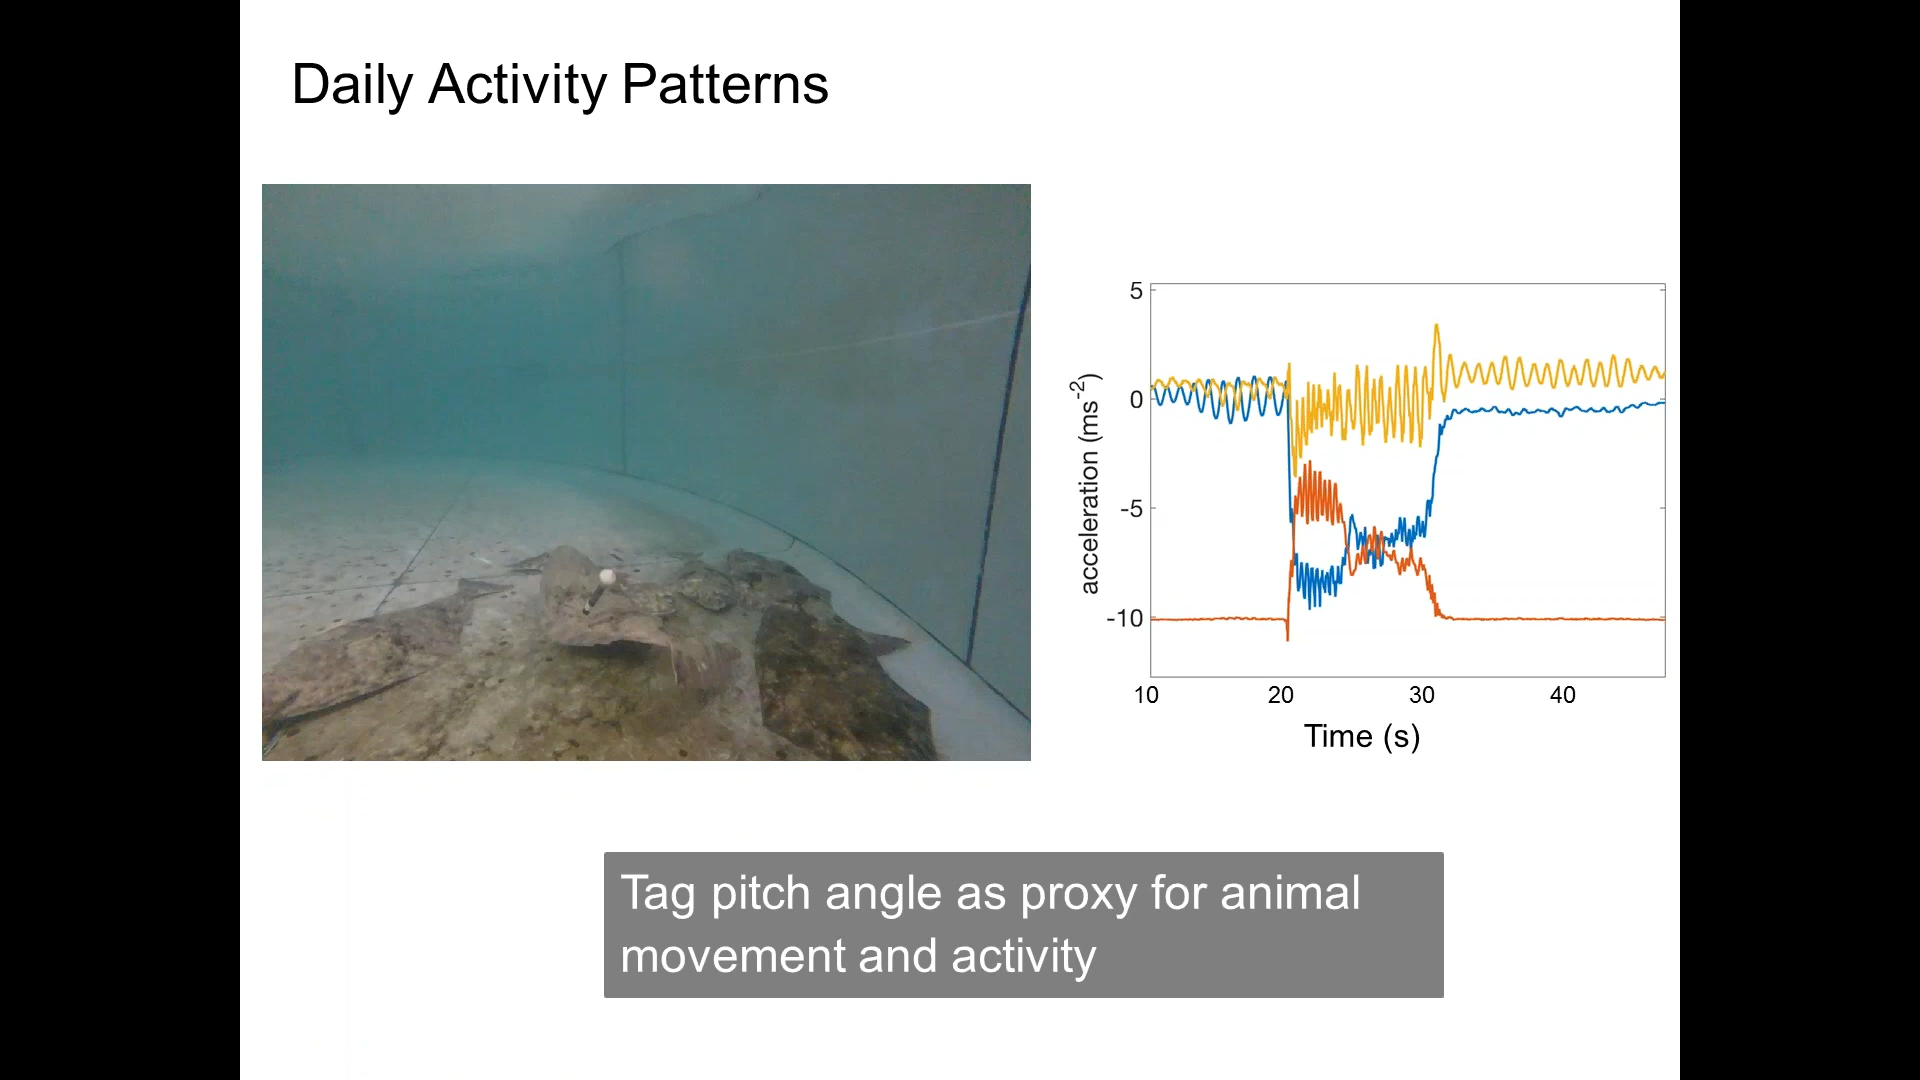 Daily Activity Patterns
5
0
-5
-10
acceleration (ms-2)
10 20 30 40
Time (s)
Tag pitch angle as proxy for animal
movement and activity